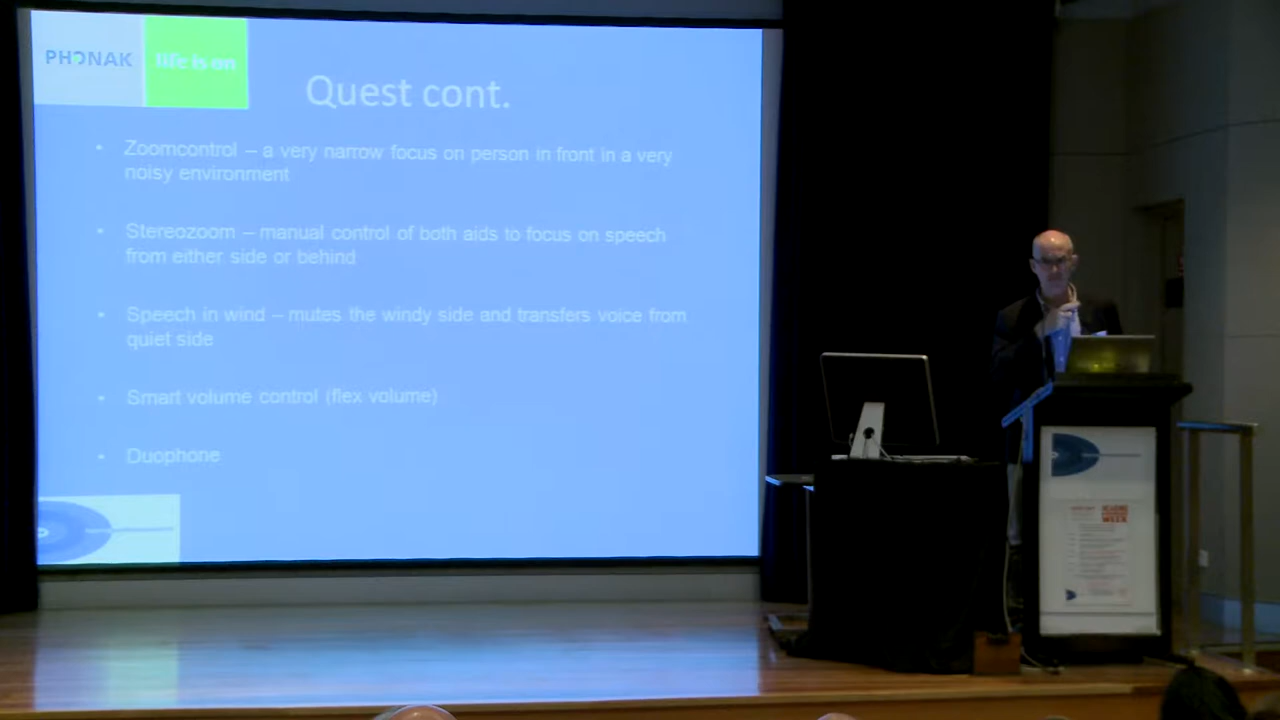 PHONAK
life is on
Quest cont.
• Zoomcontrol – a very narrow focus on person in front in a very
noisy environment
• Stereozoom – manual control of both aids to focus on speech
from either side or behind
• Speech in wind – mutes the windy side and transfers voice from
quiet side
• Smart volume control (flex volume)
• Duophone
WEEK